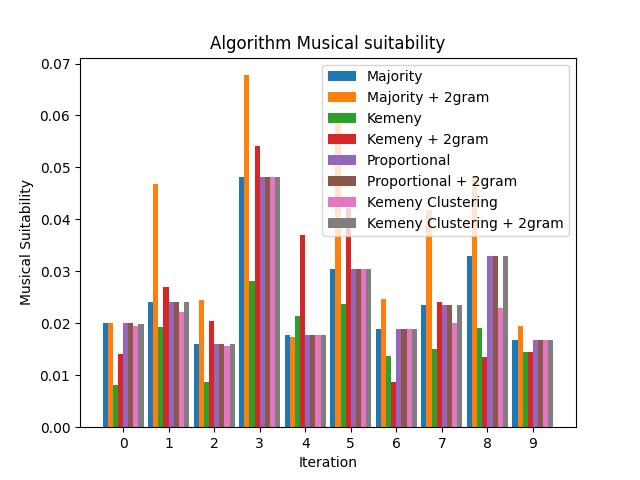 Algorithm Musical suitability
Musical Suitability
0.07
0.06
0.05
0.04
0.03
0.02
0.01
0.00
Majority
Majority + 2gram
Kemeny
Kemeny + 2gram
Proportional
Proportional + 2gram
Kemeny Clustering
Kemeny Clustering + 2gram
0 1 2 3 4 5 6 7 8 9
Iteration